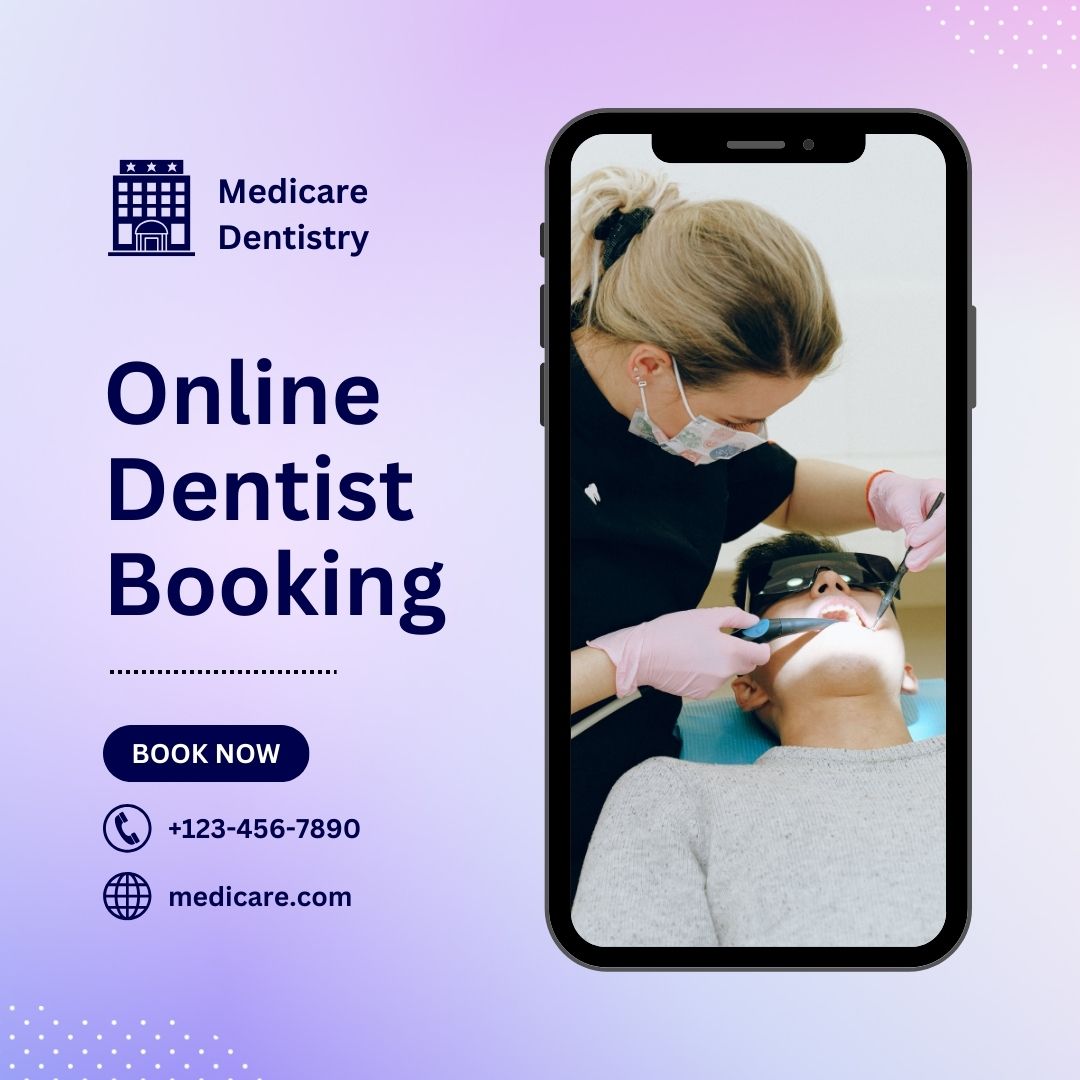 Medicare
Dentistry
Online
Dentist
Booking
BOOK NOW
+123-456-7890
medicare.com